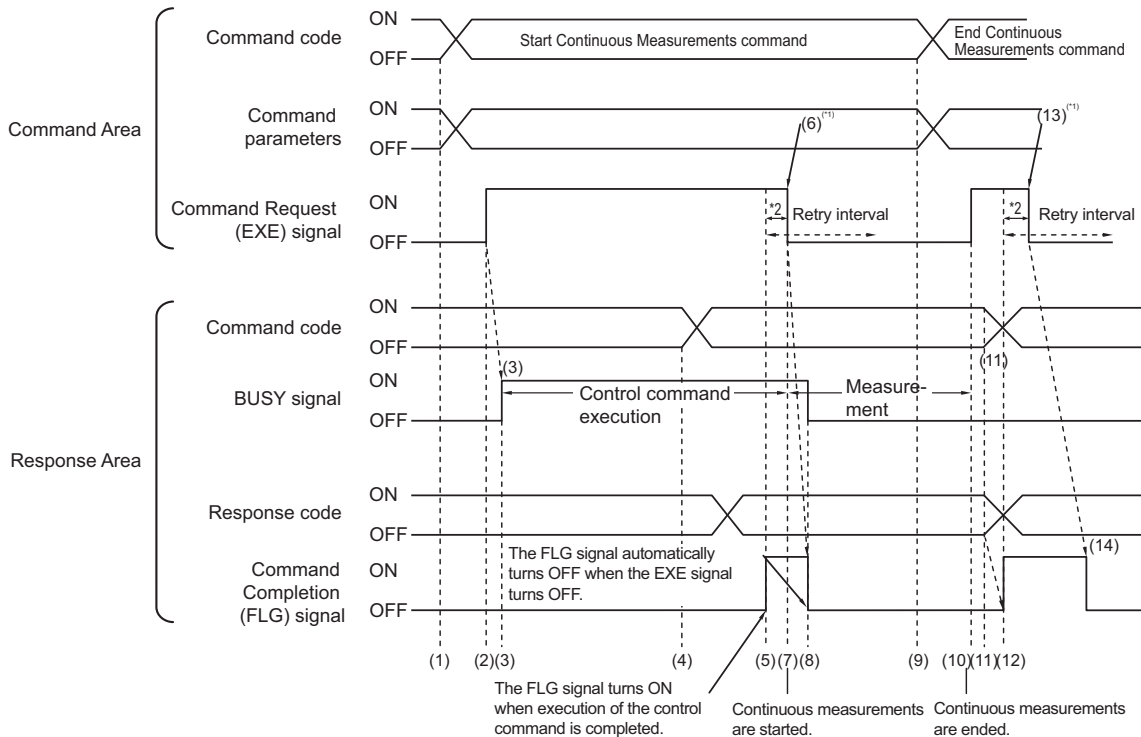 Command Area
Command code
ON
OFF
Start Continuous Measurements command
End Continuous
Measurements command
Command
parameters
ON
OFF
(6)(*1)
(13)(*1)
Command Request
(EXE) signal
ON
OFF
*2
Retry interval
*2
Retry interval
Response Area
Command code
ON
OFF
(11)
BUSY signal
ON
OFF
(3)
Control command
execution
Measure-
ment
Response code
ON
OFF
Command
Completion
(FLG) signal
ON
OFF
The FLG signal automatically
turns OFF when the EXE signal
turns OFF.
(14)
(1) (2)(3) (4) (5) (7) (8) (9) (10)(11)(12)
The FLG signal turns ON
when execution of the control
command is completed.
Continuous measurements
are started.
Continuous measurements
are ended.